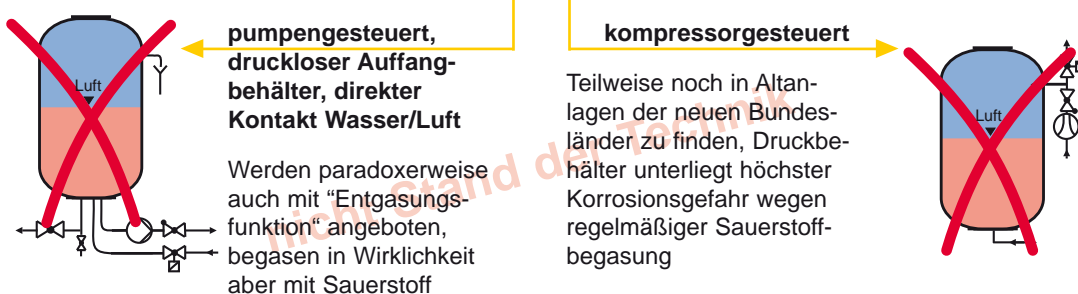 Luft
pumpengesteuert,
druckloser Auffang-
behälter, direkter
Kontakt Wasser/Luft
Werden paradoxerweise
auch mit “Entgasungs-
funktion“ angeboten,
begasen in Wirklichkeit
aber mit Sauerstoff
kompressorgesteuert
Teilweise noch in Altan-
lagen der neuen Bundes-
länder zu finden, Druckbe-
hälter unterliegt höchster
Korrosionsgefahr wegen
regelmäßiger Sauerstoff-
begasung
Luft
nicht Stand der Technik